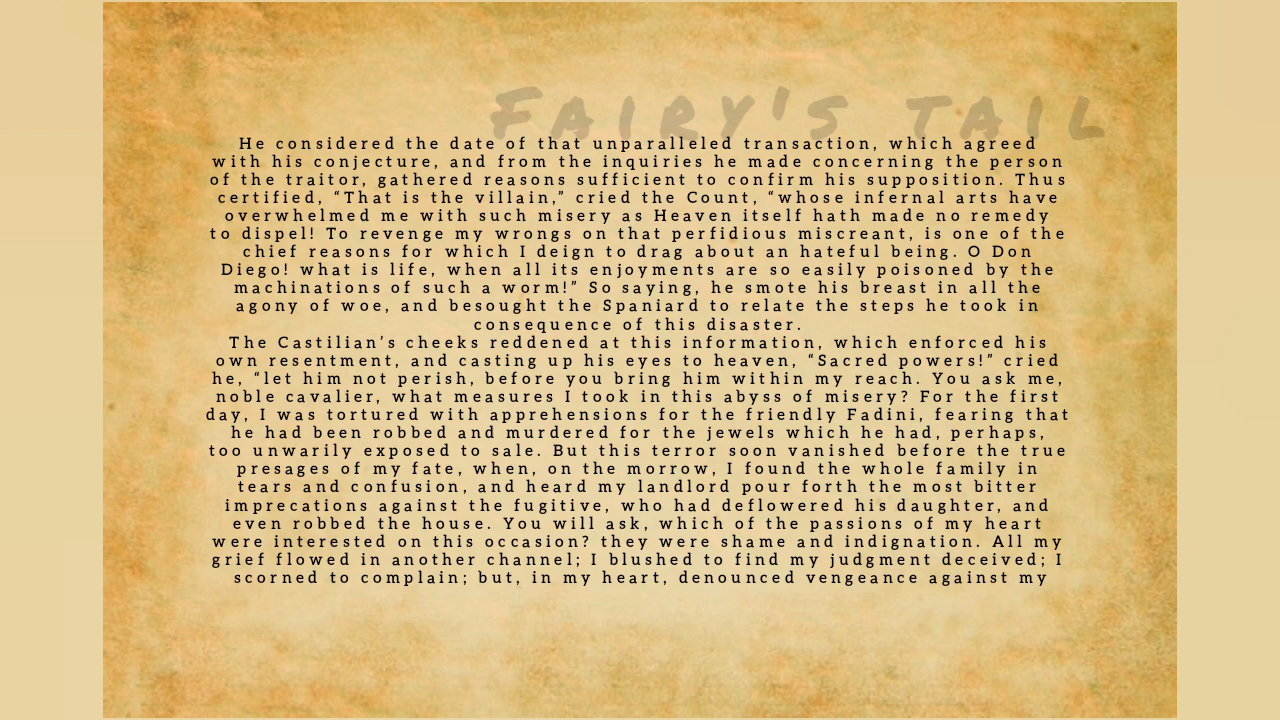 FAIRY'S TAIL
He considered the date of that unparalleled transaction, which agreed
with his conjecture, and from the inquiries he made concerning the person
of the traitor, gathered reasons sufficient to confirm his supposition. Thus
certified, “That is the villain,” cried the Count, “whose infernal arts have
overwhelmed me with such misery as Heaven itself hath made no remedy
to dispel! To revenge my wrongs on that perfidious miscreant, is one of the
chief reasons for which I deign to drag about an hateful being. O Don
Diego! what is life, when all its enjoyments are so easily poisoned by the
machinations of such a worm!” So saying, he smote his breast in all the
agony of woe, and besought the Spaniard to relate the steps he took in
consequence of this disaster.
The Castilian’s cheeks reddened at this information, which enforced his
own resentment, and casting up his eyes to heaven, “Sacred powers!” cried
he, “let him not perish, before you bring him within my reach. You ask me,
noble cavalier, what measures I took in this abyss of misery? For the first
day, I was tortured with apprehensions for the friendly Fadini, fearing that
he had been robbed and murdered for the jewels which he had, perhaps,
too unwarily exposed to sale. But this terror soon vanished before the true
presages of my fate, when, on the morrow, I found the whole family in
tears and confusion, and heard my landlord pour forth the most bitter
imprecations against the fugitive, who had deflowered his daughter, and
even robbed the house. You will ask, which of the passions of my heart
were interested on this occasion? they were shame and indignation. All my
grief flowed in another channel; I blushed to find my judgment deceived; I
scorned to complain; but, in my heart, denounced vengeance against my